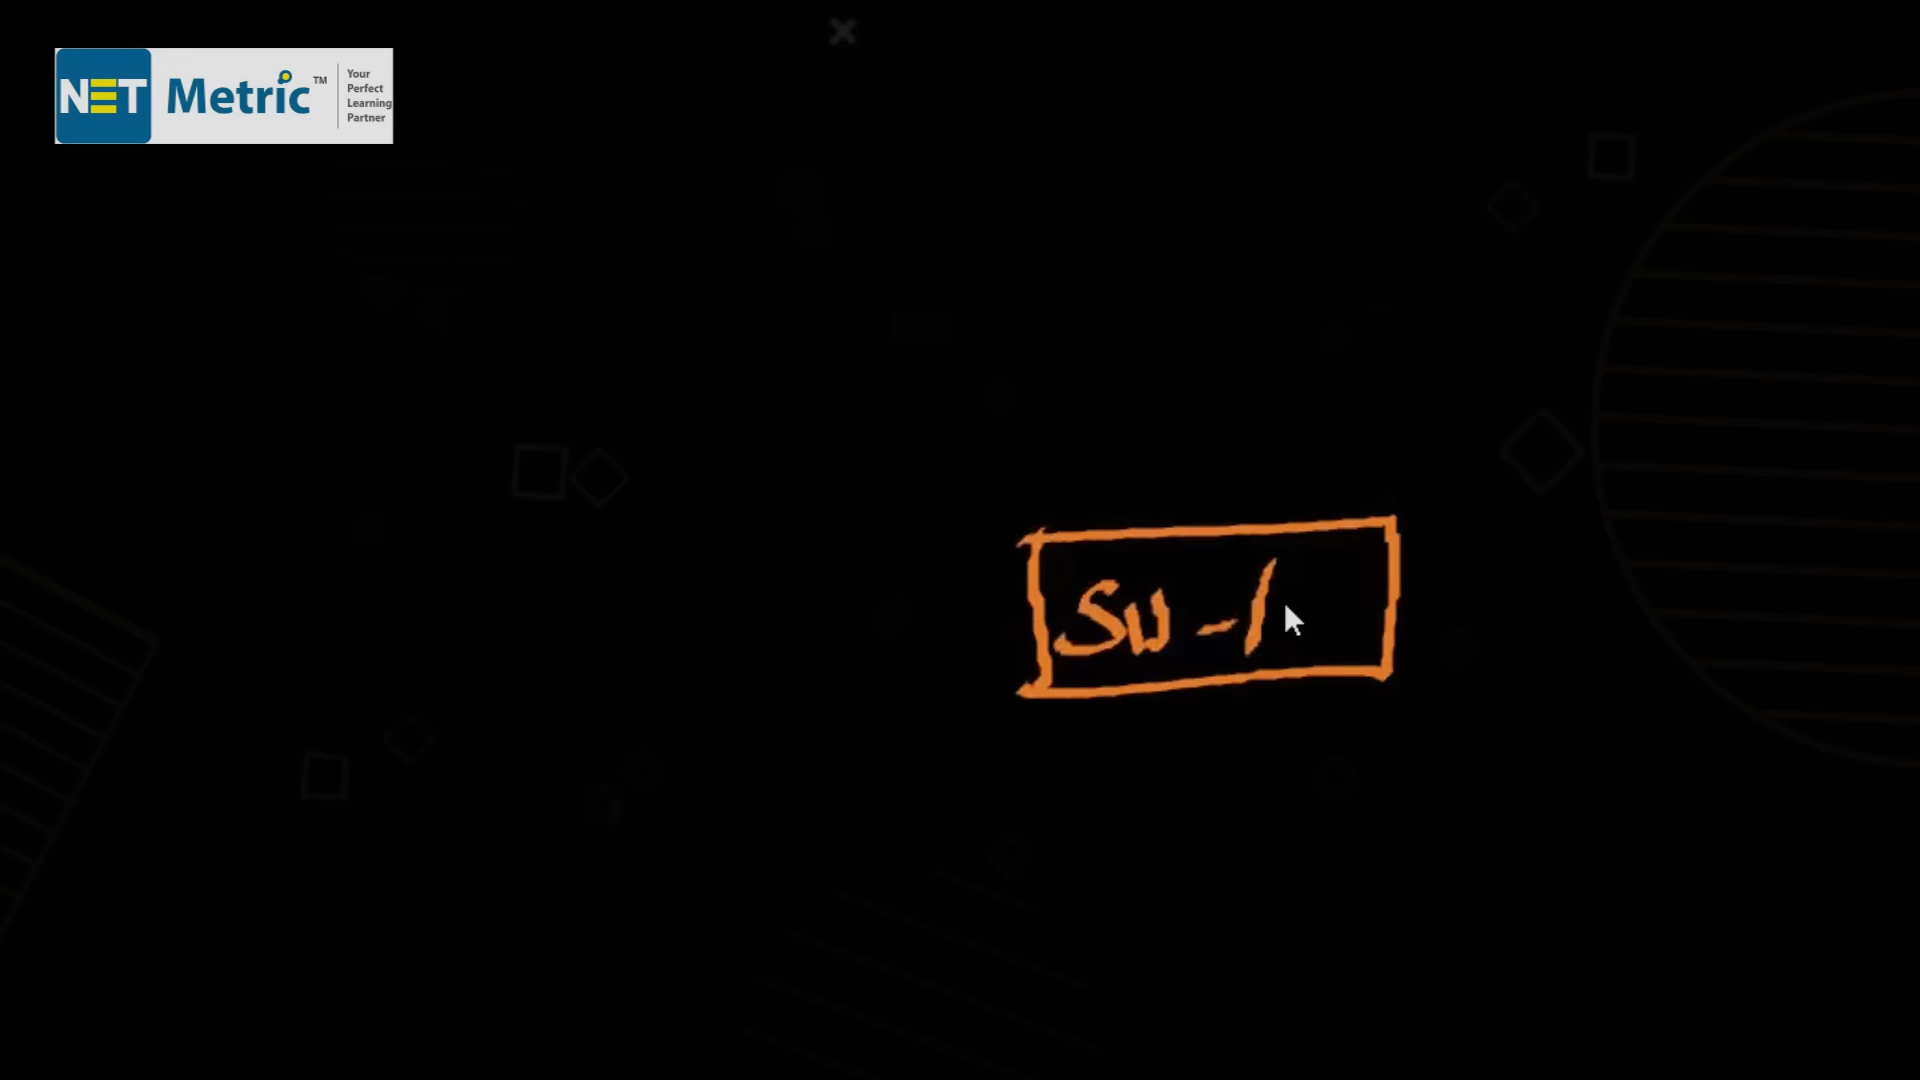 NET Metric™
Your
Perfect
Learning
Partner
SW-1